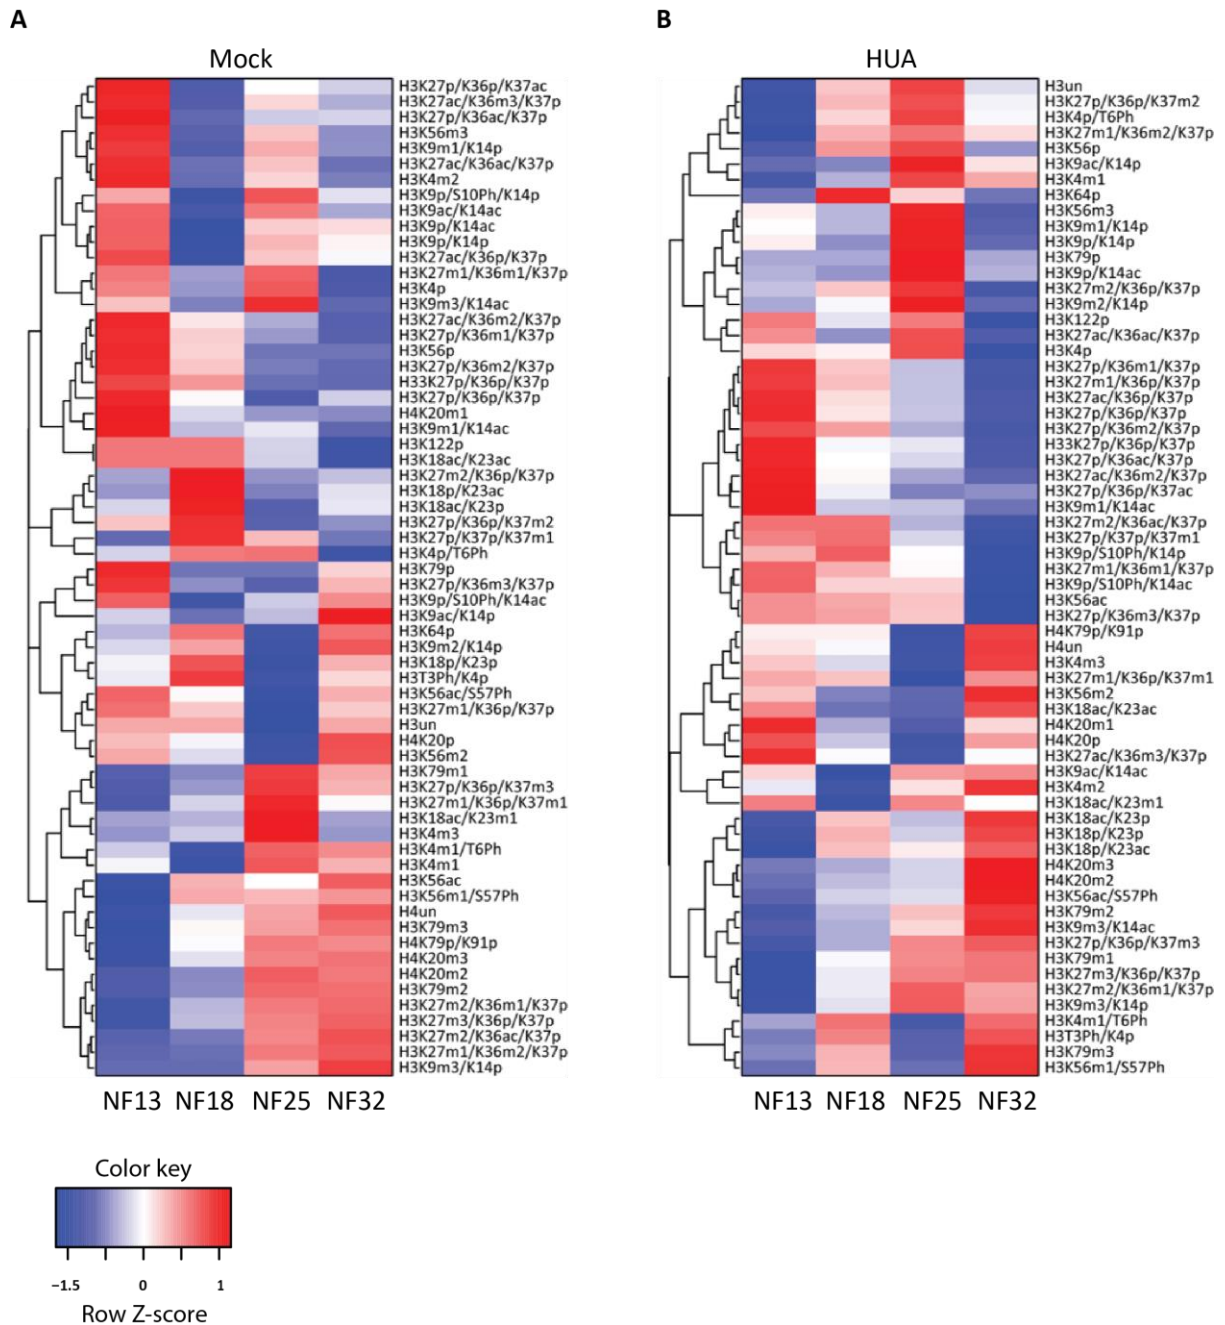 A
Mock
H3K27p/K36p/K37ac
H3K27ac/K36m3/K37p
H3K27p/K36ac/K37p
H3K56m3
H3K9m1/K14p
H3K27ac/K36ac/K37p
H3K4m2
H3K9p/S10Ph/K14p
H3K9ac/K14ac
H3K9p/K14ac
H3K9p/K14p
H3K27ac/K36p/K37p
H3K27m1/K36m1/K37p
H3K4p
H3K9m3/K14ac
H3K27ac/K36m2/K37p
H3K27p/K36m1/K37p
H3K56p
H3K27p/K36m2/K37p
H33K27p/K36p/K37p
H3K27p/K36p/K37p
H4K20m1
H3K9m1/K14ac
H3K122p
H3K18ac/K23ac
H3K27m2/K36p/K37p
H3K18p/K23ac
H3K18ac/K23p
H3K27p/K36p/K37m2
H3K27p/K37p/K37m1
H3K4p/T6Ph
H3K79p
H3K27p/K36m3/K37p
H3K9p/S10Ph/K14ac
H3K9ac/K14p
H3K64p
H3K9m2/K14p
H3K18p/K23p
H3T3Ph/K4p
H3K56ac/S57Ph
H3K27m1/K36p/K37p
H3un
H4K20p
H3K56m2
H3K79m1
H3K27p/K36p/K37m3
H3K27m1/K36p/K37m1
H3K18ac/K23m1
H3K4m3
H3K4m1/T6Ph
H3K4m1
H3K56ac
H3K56m1/S57Ph
H4un
H3K79m3
H4K79p/K91p
H4K20m3
H4K20m2
H3K79m2
H3K27m2/K36m1/K37p
H3K27m3/K36p/K37p
H3K27m2/K36ac/K37p
H3K27m1/K36m2/K37p
H3K9m3/K14p
NF13 NF18 NF25 NF32
B
HUA
H3un
H3K27p/K36p/K37m2
H3K4p/T6Ph
H3K27m1/K36m2/K37p
H3K56p
H3K9ac/K14p
H3K4m1
H3K64p
H3K56m3
H3K9m1/K14p
H3K9p/K14p
H3K79p
H3K9p/K14ac
H3K27m2/K36p/K37p
H3K9m2/K14p
H3K122p
H3K27ac/K36ac/K37p
H3K4p
H3K27p/K36m1/K37p
H3K27m1/K36p/K37p
H3K27ac/K36p/K37p
H3K27p/K36p/K37p
H3K27p/K36m2/K37p
H33K27p/K36p/K37p
H3K27p/K36ac/K37p
H3K27ac/K36m2/K37p
H3K27p/K36p/K37ac
H3K9m1/K14ac
H3K27m2/K36ac/K37p
H3K27p/K37p/K37m1
H3K9p/S10Ph/K14p
H3K27m1/K36m1/K37p
H3K9p/S10Ph/K14ac
H3K56ac
H3K27p/K36m3/K37p
H4K79p/K91p
H4un
H3K4m3
H3K27m1/K36p/K37m1
H3K56m2
H3K18ac/K23ac
H4K20m1
H4K20p
H3K27ac/K36m3/K37p
H3K9ac/K14ac
H3K4m2
H3K18ac/K23m1
H3K18ac/K23p
H3K18p/K23p
H3K18p/K23ac
H4K20m3
H4K20m2
H3K56ac/S57Ph
H3K79m2
H3K9m3/K14ac
H3K27p/K36p/K37m3
H3K79m1
H3K27m3/K36p/K37p
H3K27m2/K36m1/K37p
H3K9m3/K14p
H3K4m1/T6Ph
H3T3Ph/K4p
H3K79m3
H3K56m1/S57Ph
NF13 NF18 NF25 NF32
Color key
−1.5 0 1
Row Z-score